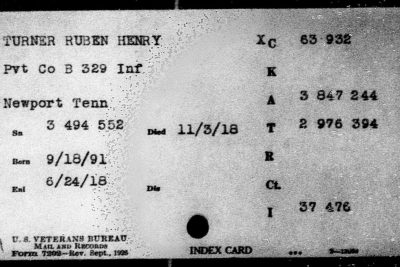 TURNER RUBEN HENRY XC 63 932
Pvt Co B 329 Inf K
Newport Tenn A 3 847 244
Sn 3 494 552 Died 11/3/18 T 2 976 394
Born 9/18/91 R
Enl 6/24/18 Dis Ct.
I 37 476
U. S. VETERANS BUREAU
MAIL AND RECORDS
Form 7202—Rev. Sept., 1926
INDEX CARD